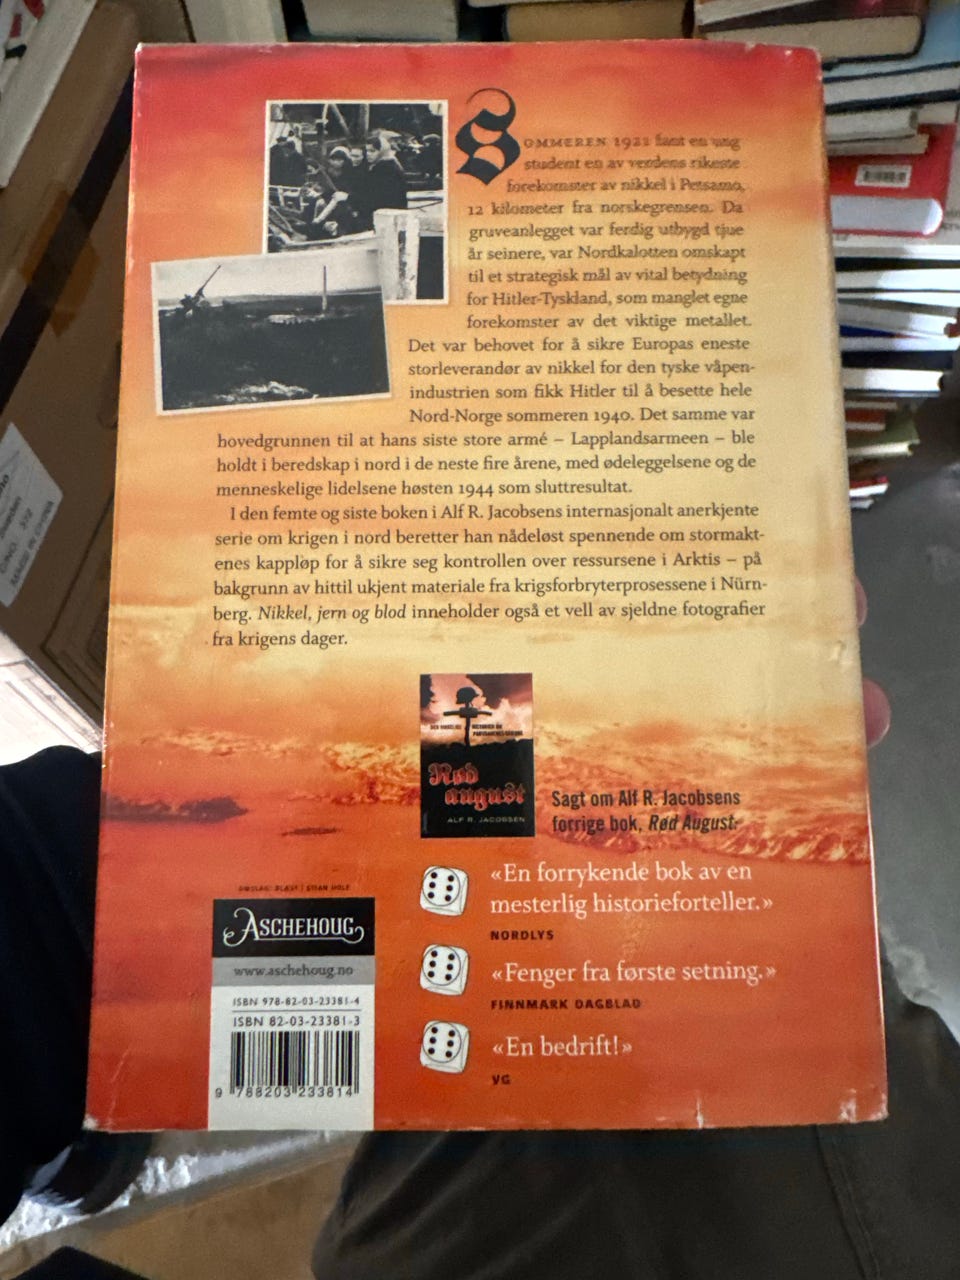 SOMMEREN 1921 fant en ung
student en av verdens rikeste
forekomster av nikkel i Petsamo,
12 kilometer fra norskegrensen. Da
gruveanlegget var ferdig utbygd tjue
år seinere, var Nordkalotten omskapt
til et strategisk mål av vital betydning
for Hitler-Tyskland, som manglet egne
forekomster av det viktige metallet.
Det var behovet for å sikre Europas eneste
storleverandør av nikkel for den tyske våpen-
industrien som fikk Hitler til å besette hele
Nord-Norge sommeren 1940. Det samme var
hovedgrunnen til at hans siste store armé – Lapplandsarmeen – ble
holdt i beredskap i nord i de neste fire årene, med ødeleggelsene og de
menneskelige lidelsene høsten 1944 som sluttresultat.
I den femte og siste boken i Alf R. Jacobsens internasjonalt anerkjente
serie om krigen i nord beretter han nådeløst spennende om stormakt-
enes kappløp for å sikre seg kontrollen over ressursene i Arktis – på
bakgrunn av hittil ukjent materiale fra krigsforbryterprosessene i Nürn-
berg. Nikkel, jern og blod inneholder også et vell av sjeldne fotografier
fra krigens dager.
Rød
august
ALF R. JACOBSEN
Sagt om Alf R. Jacobsens
forrige bok, Rød August:
«En forrykende bok av en
mesterlig historieforteller.»
NORDLYS
«Fenger fra første setning.»
FINNMARK DAGBLAD
«En bedrift!»
VG
OMSLAG: BLÆST | STIAN HOLE
ASCHEHOUG
www.aschehoug.no
ISBN 978-82-03-23381-4
ISBN 82-03-23381-3
9 788203 233814